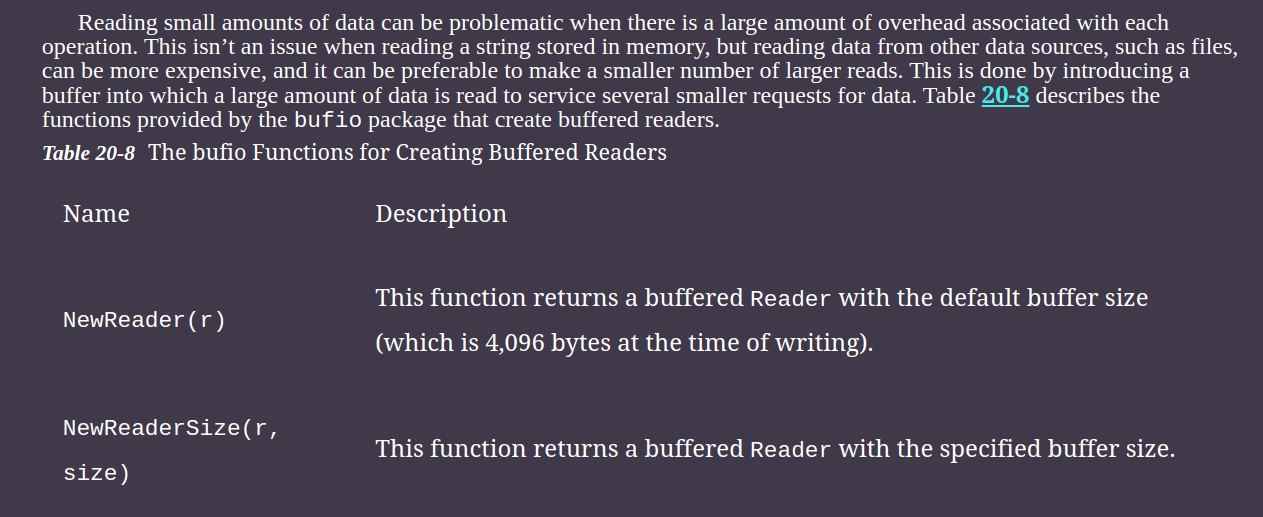 Reading small amounts of data can be problematic when there is a large amount of overhead associated with each
operation. This isn’t an issue when reading a string stored in memory, but reading data from other data sources, such as files,
can be more expensive, and it can be preferable to make a smaller number of larger reads. This is done by introducing a
buffer into which a large amount of data is read to service several smaller requests for data. Table 20-8 describes the
functions provided by the bufio package that create buffered readers.
Table 20-8 The bufio Functions for Creating Buffered Readers
Name Description
NewReader(r) This function returns a buffered Reader with the default buffer size
(which is 4,096 bytes at the time of writing).
NewReaderSize(r,
size)
This function returns a buffered Reader with the specified buffer size.